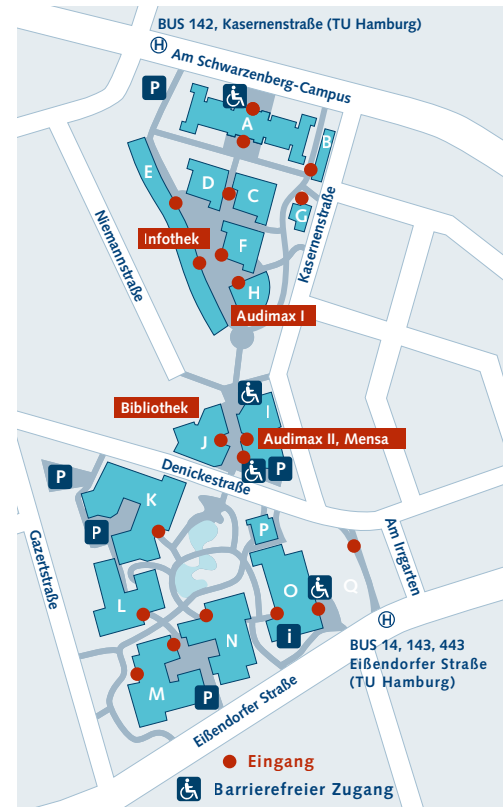 BUS 142, Kasernenstraße (TU Hamburg)
H
Am Schwarzenberg-Campus
P
A
B
E
D
C
G
Niemannstraße
Kasernenstraße
Infothek
F
H
Audimax I
Bibliothek
I
J
Audimax II, Mensa
P
Denickestraße
P
K
P
P
Am Irrgarten
Gazertstraße
L
O
Q
H
N
i
BUS 14, 143, 443
Eißendorfer Straße
(TU Hamburg)
M
P
Eißendorfer Straße
Eingang
Barrierefreier Zugang